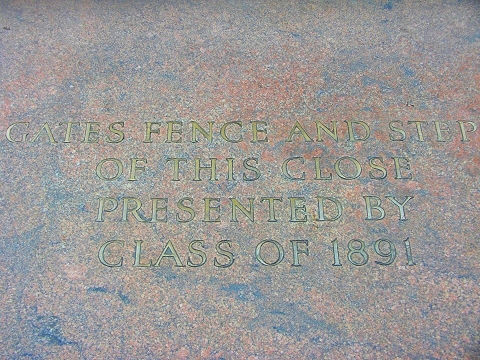 GATES FENCE AND STEP
OF THIS CLOSE
PRESENTED BY
CLASS OF 1891